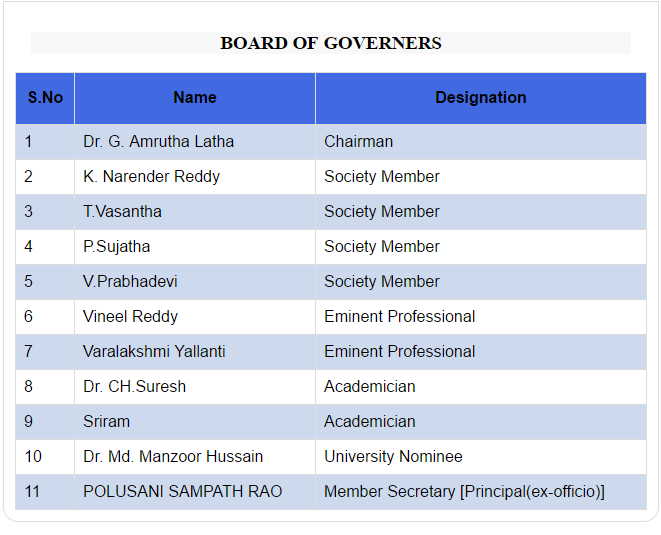 BOARD OF GOVERNERS
S.No Name Designation
1 Dr. G. Amrutha Latha Chairman
2 K. Narender Reddy Society Member
3 T.Vasantha Society Member
4 P.Sujatha Society Member
5 V.Prabhadevi Society Member
6 Vineel Reddy Eminent Professional
7 Varalakshmi Yallanti Eminent Professional
8 Dr. CH.Suresh Academician
9 Sriram Academician
10 Dr. Md. Manzoor Hussain University Nominee
11 POLUSANI SAMPATH RAO Member Secretary [Principal(ex-officio)]